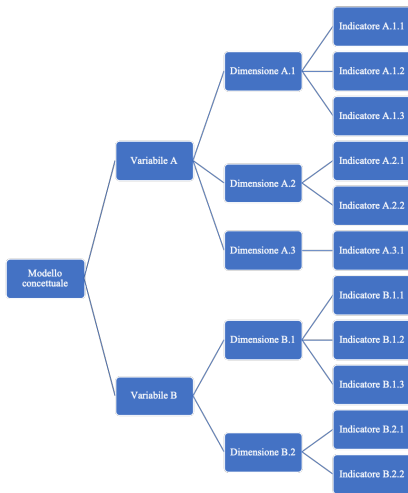 Modello
concettuale
Variabile A
Dimensione A.1
Indicatore A.1.1
Indicatore A.1.2
Indicatore A.1.3
Dimensione A.2
Indicatore A.2.1
Indicatore A.2.2
Dimensione A.3
Indicatore A.3.1
Variabile B
Dimensione B.1
Indicatore B.1.1
Indicatore B.1.2
Indicatore B.1.3
Dimensione B.2
Indicatore B.2.1
Indicatore B.2.2